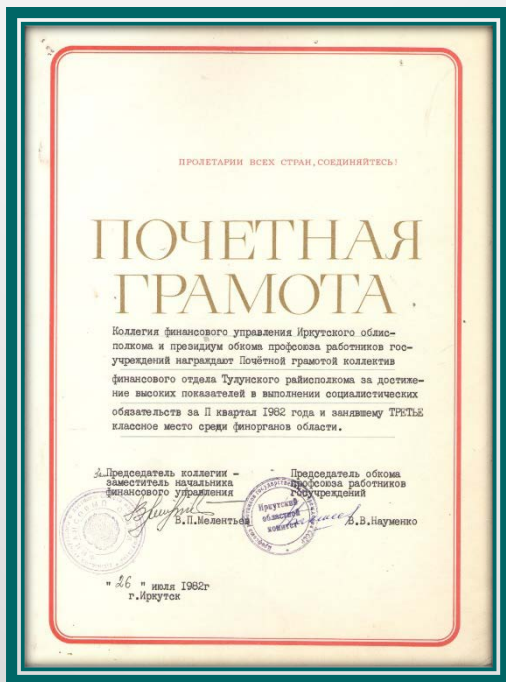 ПРОЛЕТАРИИ ВСЕХ СТРАН, СОЕДИНЯЙТЕСЬ!
ПОЧЕТНАЯ
ГРАМОТА
Коллегия финансового управления Иркутского облис-
полкома и президиум обкома профсоюза работников гос-
учреждений награждают Почётной грамотой коллектив
финансового отдела Тулунского райисполкома за достиже-
ние высоких показателей в выполнении социалистических
обязательств за II квартал 1982 года и занявшему ТРЕТЬЕ
классное место среди финорганов области.
Председатель коллегии –
заместитель начальника
финансового управления
В.П.Мелентьев
Председатель обкома
профсоюза работников
госучреждений
В.В.Науменко
Иркутский
областной
комитет
" 26 " июля 1982г
г.Иркутск